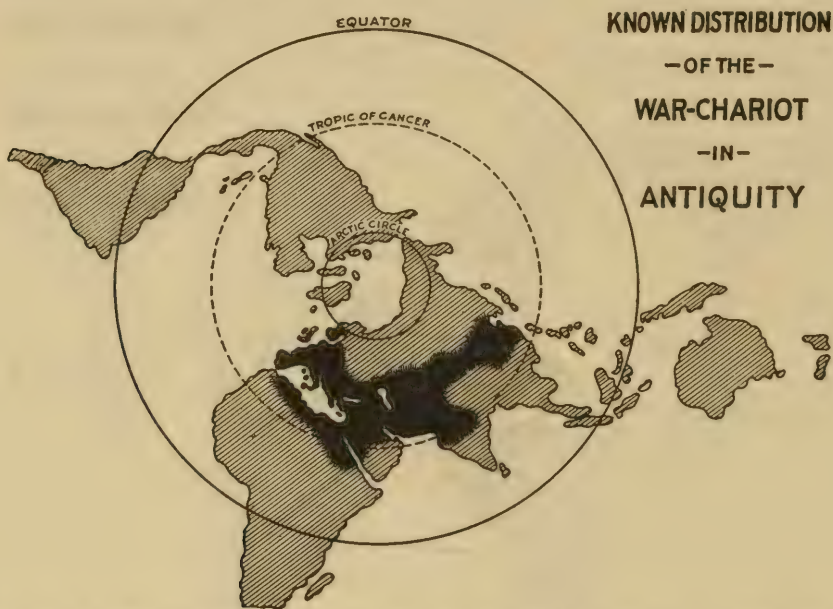 KNOWN DISTRIBUTION
—OF THE—
WAR-CHARIOT
—IN—
ANTIQUITY
EQUATOR
TROPIC OF CANCER
ARCTIC CIRCLE